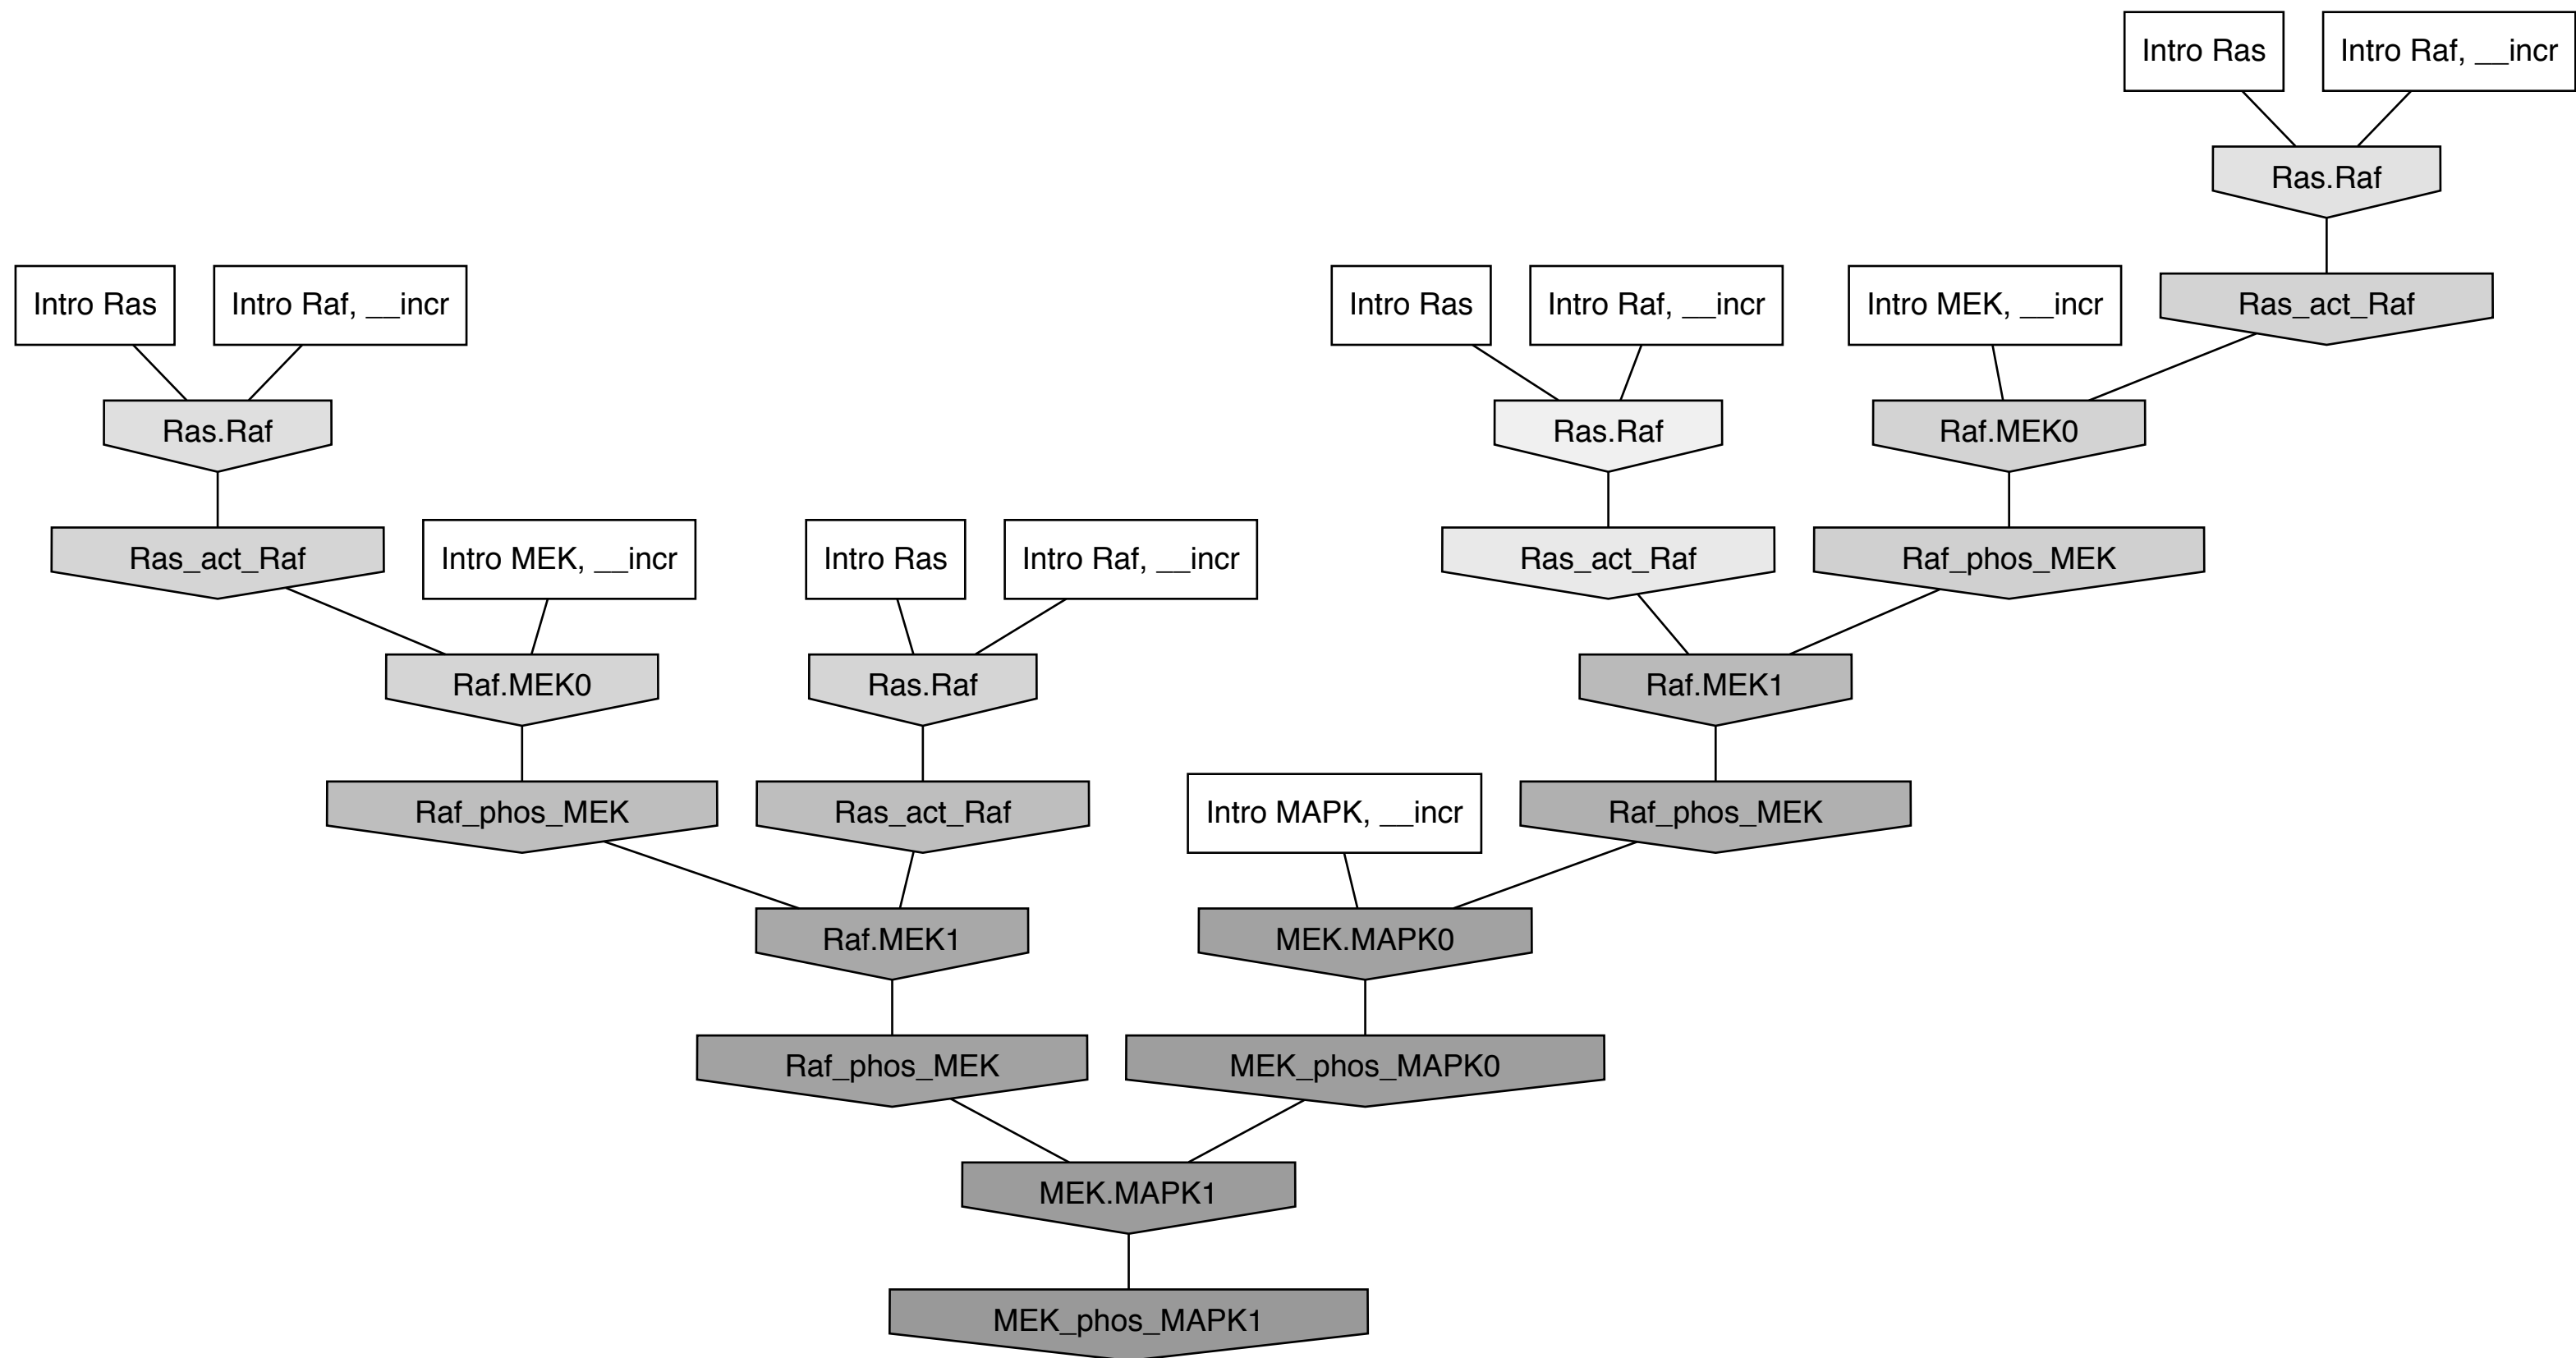 Intro Ras
Intro Raf, __incr
Ras.Raf
Intro Ras
Intro Raf, __incr
Intro Ras
Intro Raf, __incr
Intro MEK, __incr
Ras_act_Raf
Ras.Raf
Ras.Raf
Raf.MEK0
Ras_act_Raf
Intro MEK, __incr
Intro Ras
Intro Raf, __incr
Ras_act_Raf
Raf_phos_MEK
Raf.MEK0
Ras.Raf
Raf.MEK1
Raf_phos_MEK
Ras_act_Raf
Intro MAPK, __incr
Raf_phos_MEK
Raf.MEK1
MEK.MAPK0
Raf_phos_MEK
MEK_phos_MAPK0
MEK.MAPK1
MEK_phos_MAPK1